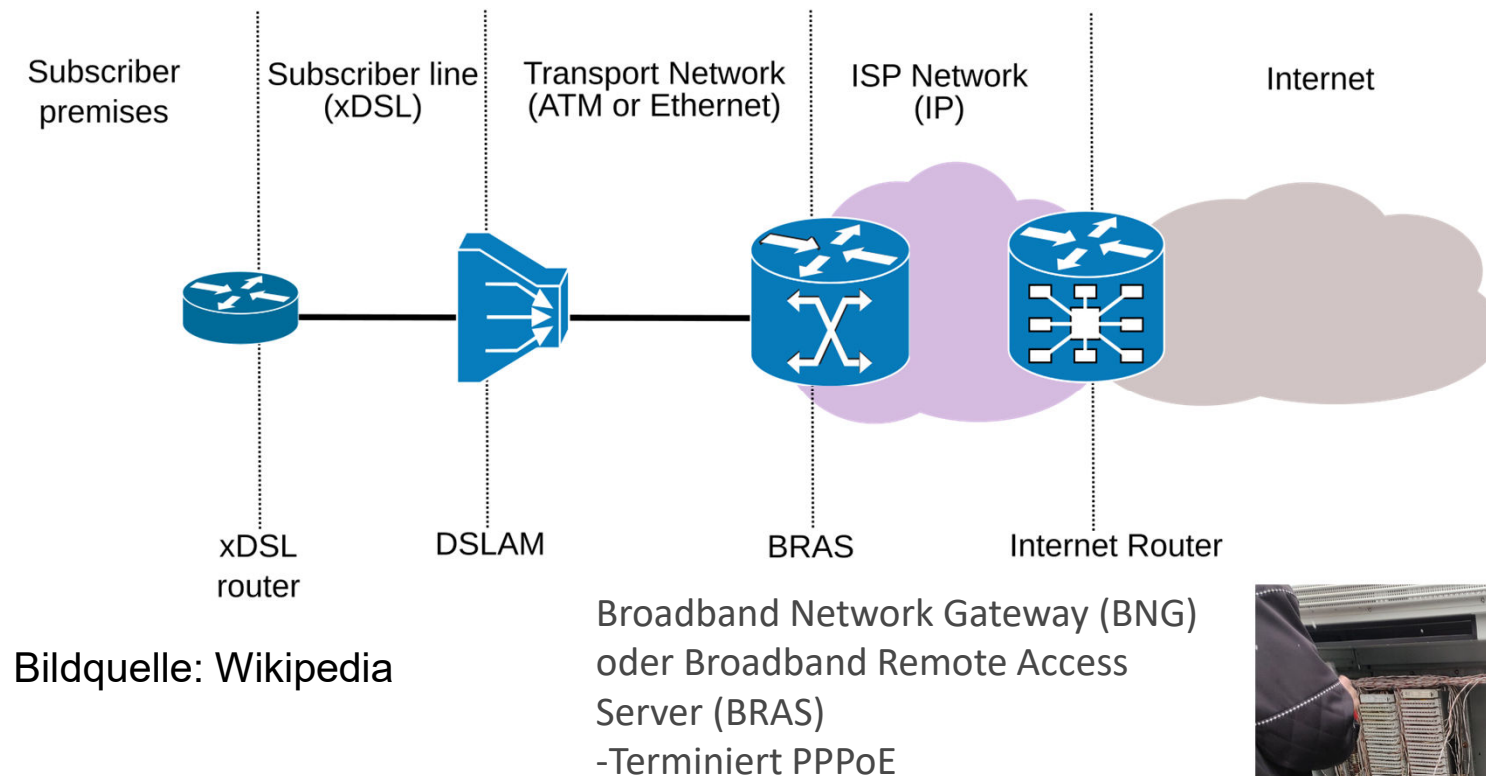 Subscriber
premises
Subscriber line
(xDSL)
Transport Network
(ATM or Ethernet)
ISP Network
(IP)
Internet
xDSL
router
DSLAM
BRAS
Internet Router
Bildquelle: Wikipedia
Broadband Network Gateway (BNG)
oder Broadband Remote Access
Server (BRAS)
-Terminiert PPPoE